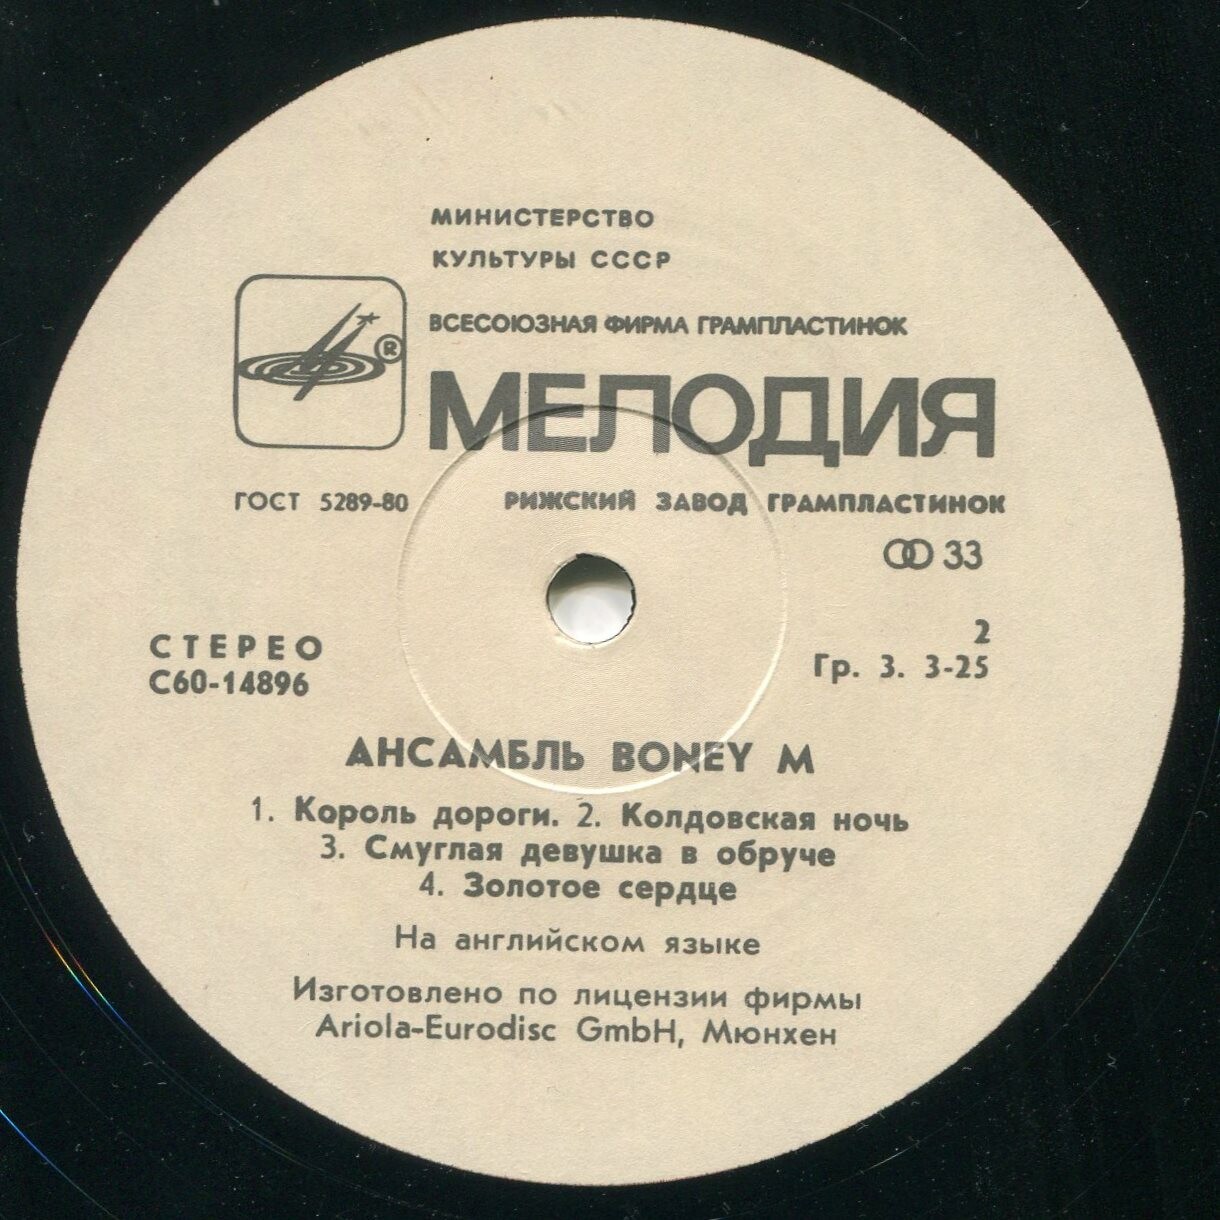 МИНИСТЕРСТВО
КУЛЬТУРЫ СССР
ВСЕСОЮЗНАЯ ФИРМА ГРАМПЛАСТИНОК
®
МЕЛОДИЯ
ГОСТ 5289-80 РИЖСКИЙ ЗАВОД ГРАМПЛАСТИНОК
33
2
СТЕРЕО
Гр. 3. 3-25
С60-14896
АНСАМБЛЬ BONEY M
1. Король дороги. 2. Колдовская ночь
3. Смуглая девушка в обруче
4. Золотое сердце
На английском языке
Изготовлено по лицензии фирмы
Ariola-Eurodisc GmbH, Мюнхен